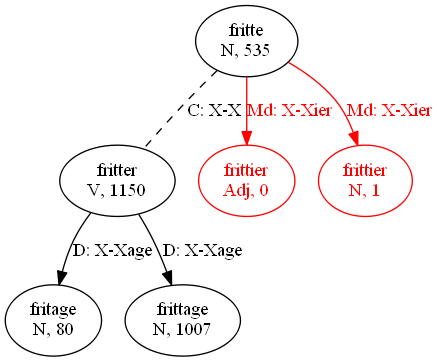 fritte
N, 535
C: X-X
Md: X-Xier
Md: X-Xier
fritter
V, 1150
frittier
Adj, 0
frittier
N, 1
D: X-Xage
D: X-Xage
fritage
N, 80
frittage
N, 1007